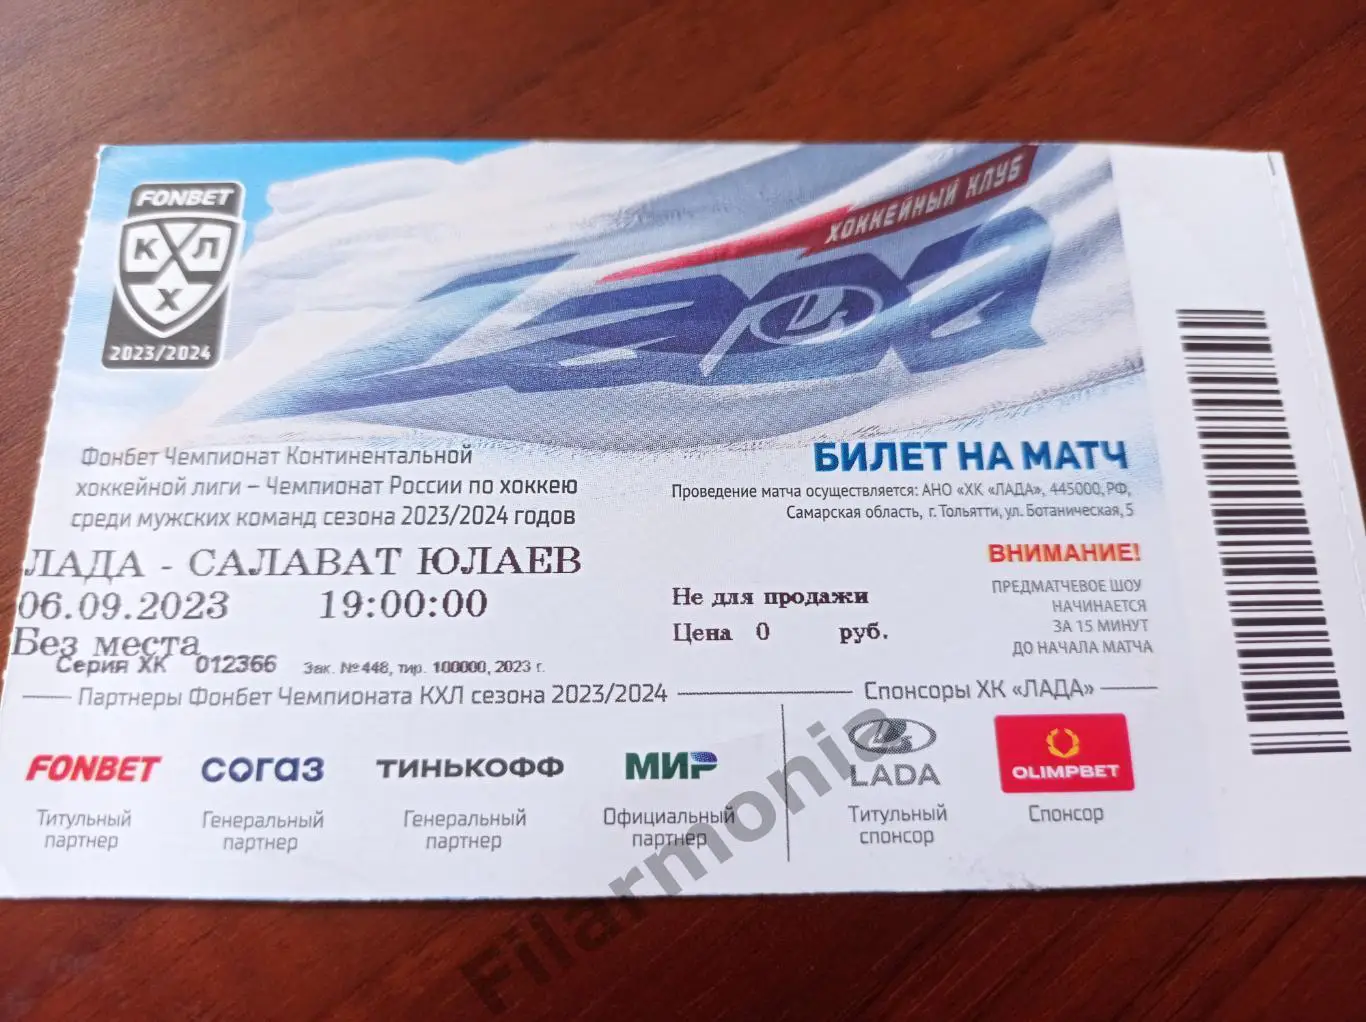 FONBET
КХЛ
2023/2024
ХОККЕЙНЫЙ КЛУБ
Фонбет Чемпионат Континентальной
хоккейной лиги – Чемпионат России по хоккею
среди мужских команд сезона 2023/2024 годов
БИЛЕТ НА МАТЧ
Проведение матча осуществляется: АНО «ХК «ЛАДА», 445000, РФ,
Самарская область, г. Тольятти, ул. Ботаническая, 5
ЛАДА - САЛАВАТ ЮЛАЕВ
06.09.2023 19:00:00
Без места
Серия ХК 012366 Зак. №448, тир. 100000, 2023 г.
Не для продажи
Цена 0 руб.
ВНИМАНИЕ!
ПРЕДМАТЧЕВОЕ ШОУ
НАЧИНАЕТСЯ
ЗА 15 МИНУТ
ДО НАЧАЛА МАТЧА
Партнеры Фонбет Чемпионата КХЛ сезона 2023/2024
Спонсоры ХК «ЛАДА»
FONBET
Титульный
партнер
СОГАЗ
Генеральный
партнер
ТИНЬКОФФ
Генеральный
партнер
МИР
Официальный
партнер
LADA
Титульный
спонсор
OLIMPBET
Спонсор
Filarmonia